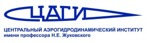 ЦАГИ
ЦЕНТРАЛЬНЫЙ АЭРОГИДРОДИНАМИЧЕСКИЙ ИНСТИТУТ
имени профессора Н.Е. Жуковского